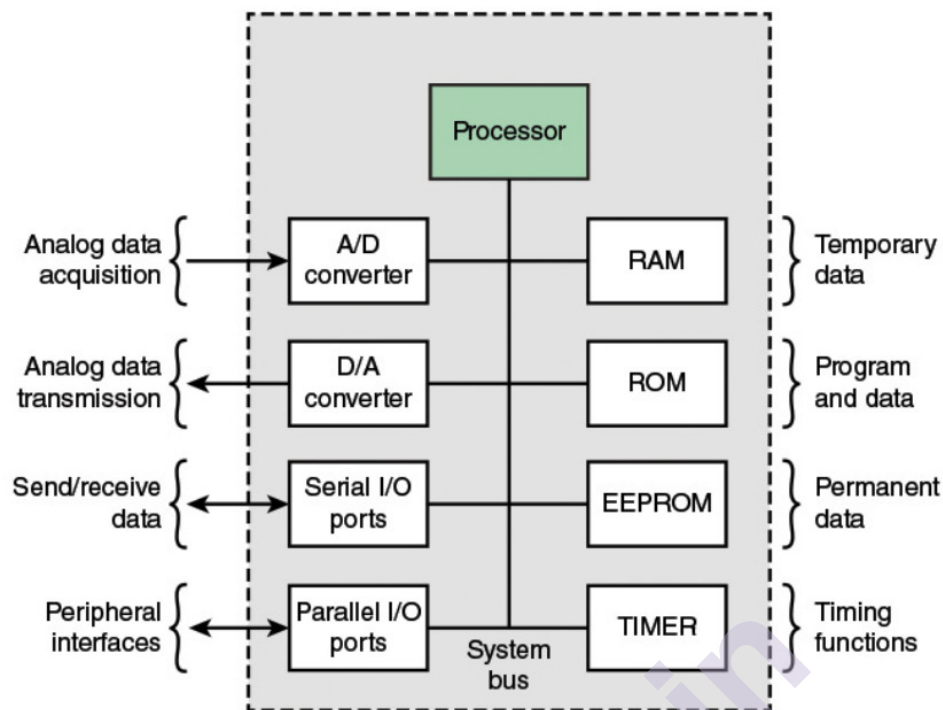 Processor
Analog data
acquisition
A/D
converter
RAM
Temporary
data
Analog data
transmission
D/A
converter
ROM
Program
and data
Send/receive
data
Serial I/O
ports
EEPROM
Permanent
data
Peripheral
interfaces
Parallel I/O
ports
System
bus
TIMER
Timing
functions
in